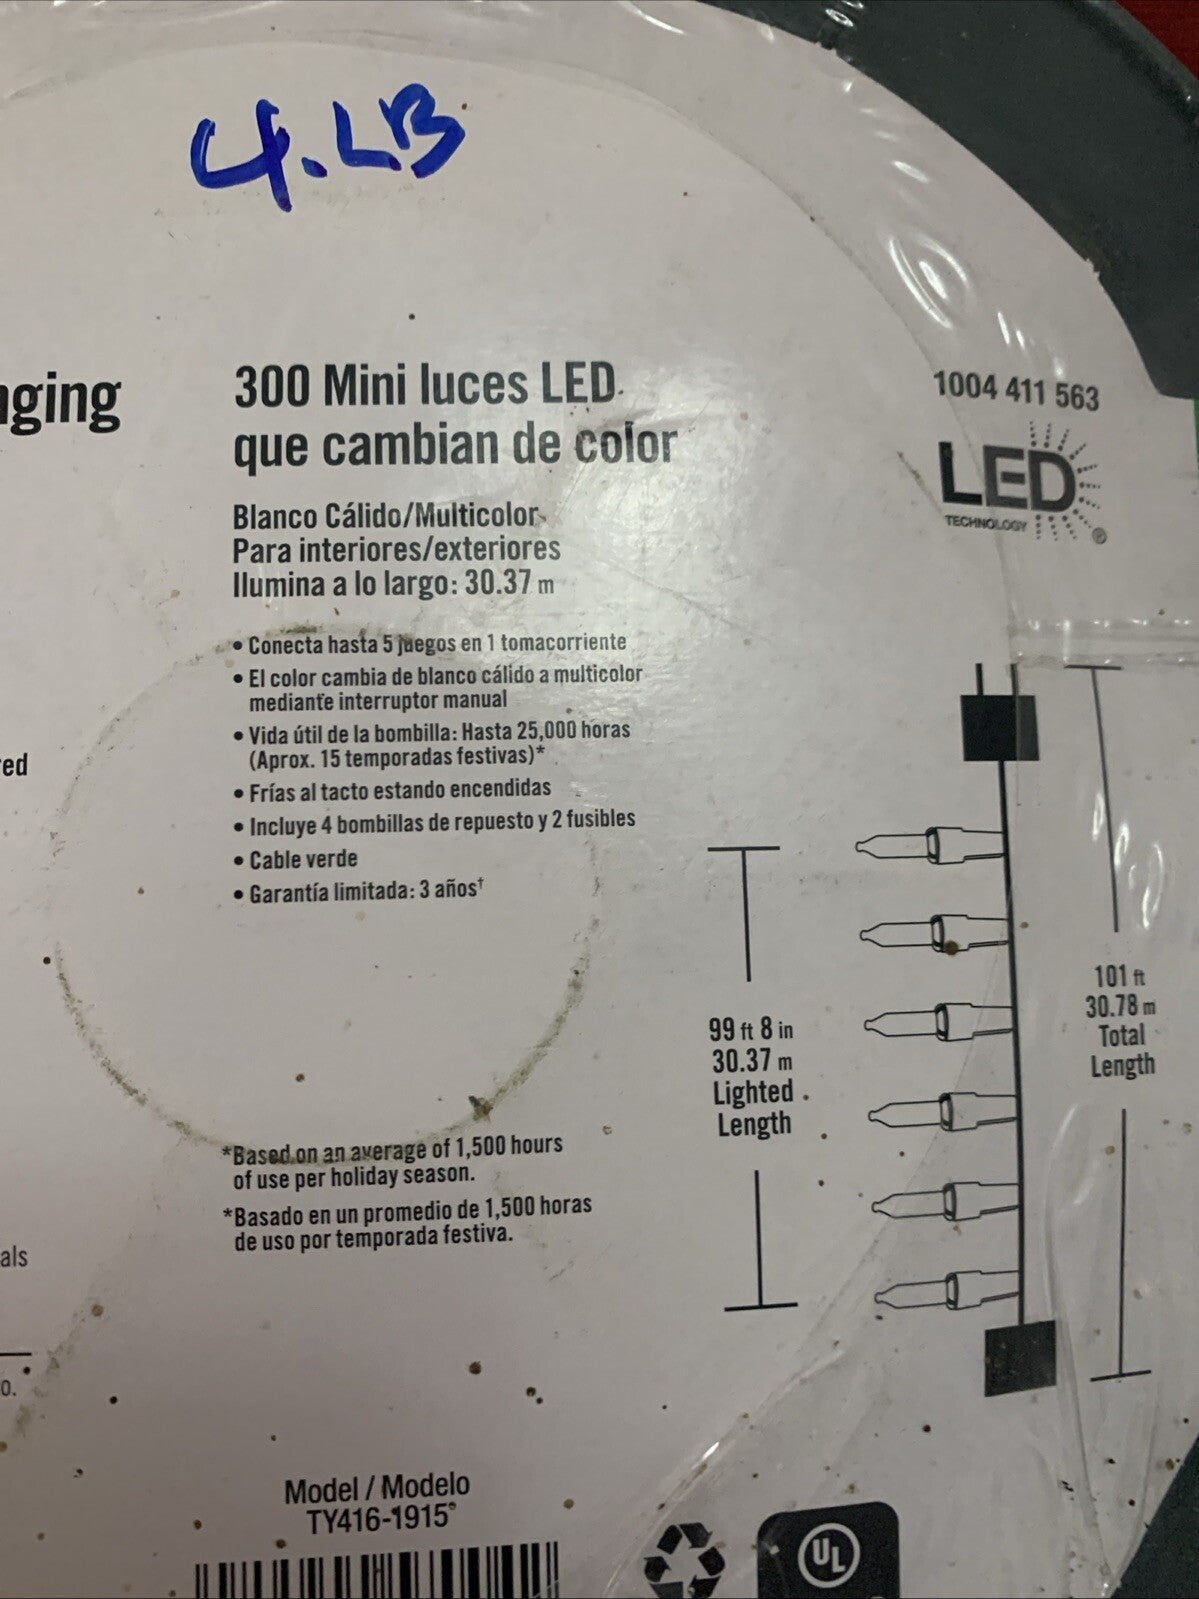 4.LB
300 Mini luces LED
que cambian de color
Blanco Cálido/Multicolor
Para interiores/exteriores
Ilumina a lo largo: 30.37 m
• Conecta hasta 5 juegos en 1 tomacorriente
• El color cambia de blanco cálido a multicolor
mediante interruptor manual
• Vida útil de la bombilla: Hasta 25,000 horas
(Aprox. 15 temporadas festivas)*
• Frías al tacto estando encendidas
• Incluye 4 bombillas de repuesto y 2 fusibles
• Cable verde
• Garantía limitada: 3 años†
*Based on an average of 1,500 hours
of use per holiday season.
*Basado en un promedio de 1,500 horas
de uso por temporada festiva.
Model / Modelo
TY416-1915
1004 411 563
LED
TECHNOLOGY
®
99 ft 8 in
30.37 m
Lighted
Length
101 ft
30.78 m
Total
Length
UL